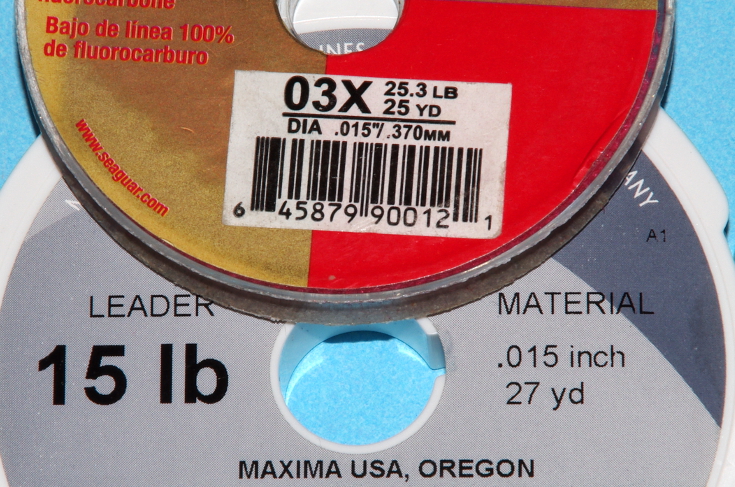 Bajo de línea 100%
de fluorocarburo
www.seaguar.com
03X 25.3 LB
25 YD
DIA .015"/.370MM
6 45879 90012 1
A1
LEADER MATERIAL
15 lb
.015 inch
27 yd
MAXIMA USA, OREGON